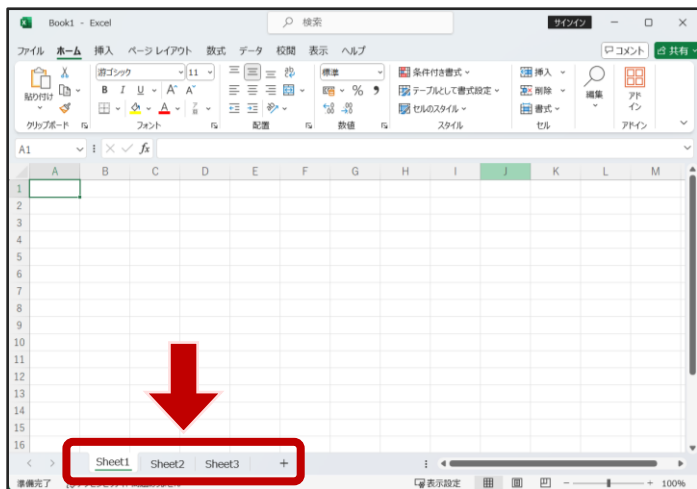 Book1 - Excel
検索
サインイン
ファイル ホーム 挿入 ページレイアウト 数式 データ 校閲 表示 ヘルプ
コメント 共有
游ゴシック 11 標準 条件付き書式 挿入
B I U A A % テーブルとして書式設定 削除
貼り付け 編集 アド
イン
A セルのスタイル 書式
クリップボード フォント 配置 数値 スタイル セル アドイン
A1 fx
A B C D E F G H I J K L M
1
2
3
4
5
6
7
8
9
10
11
12
13
14
15
16
Sheet1 Sheet2 Sheet3 +
準備完了 表示設定 - + 100%